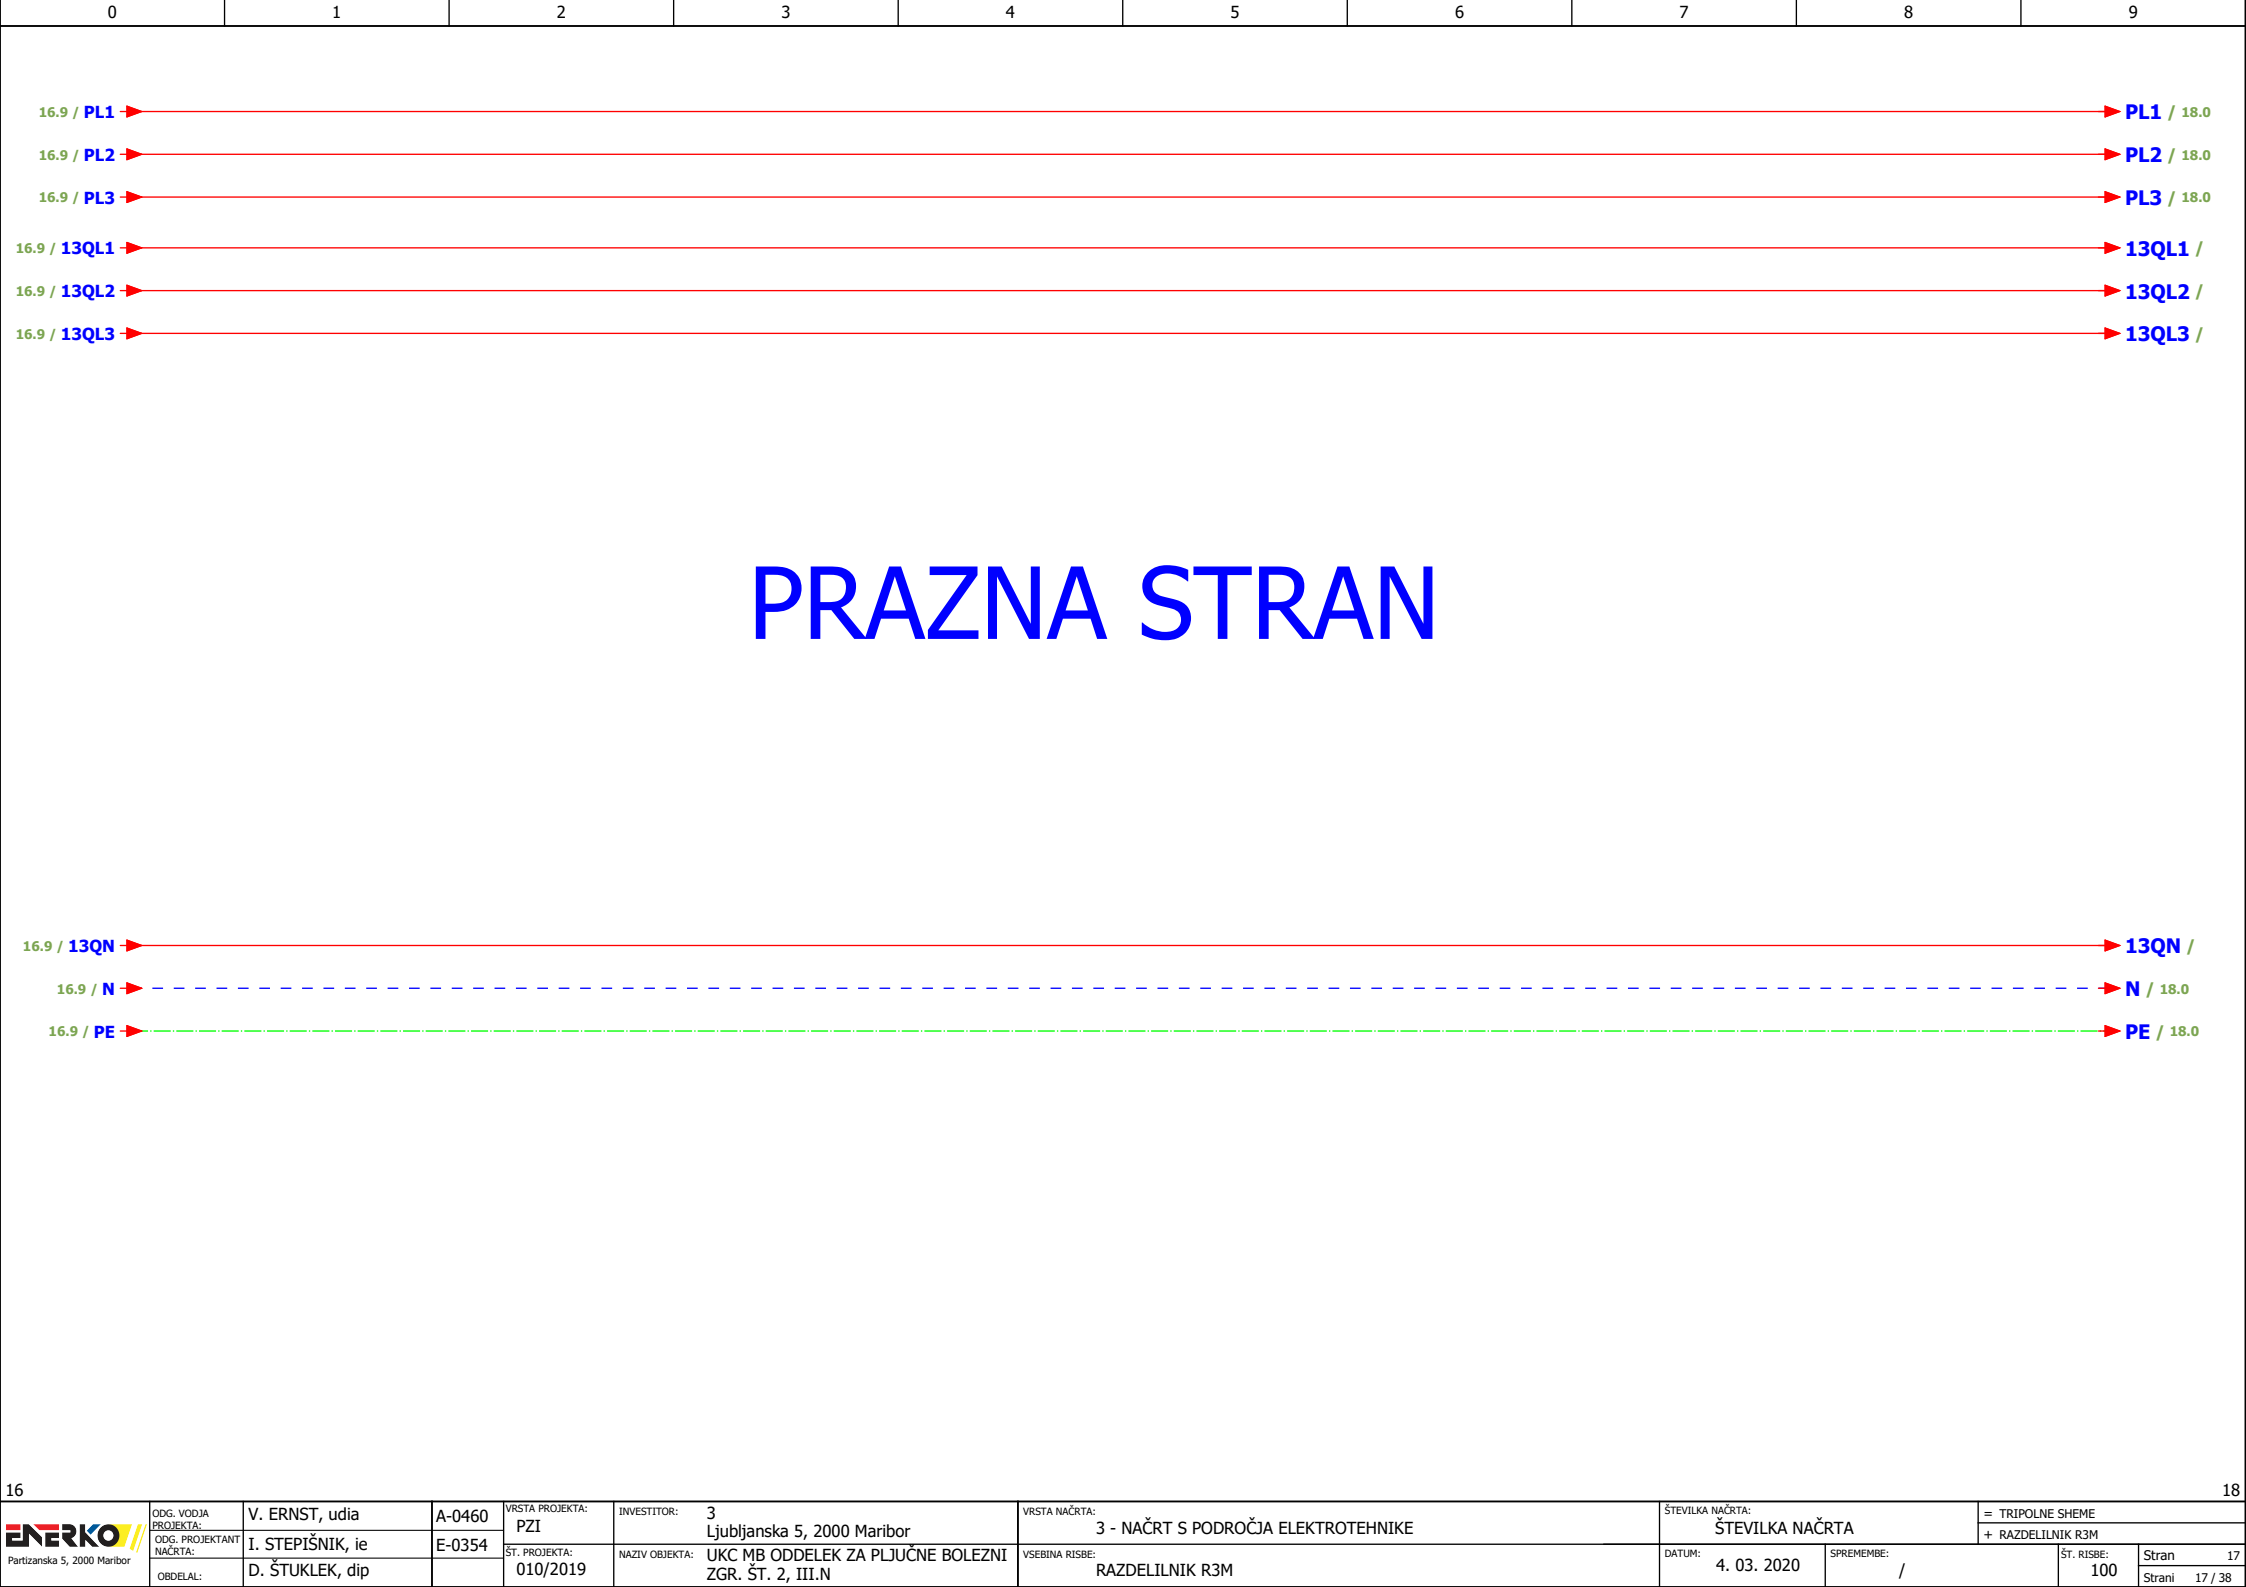 0 1 2 3 4 5 6 7 8 9
16.9 / PL1 PL1 / 18.0
16.9 / PL2 PL2 / 18.0
16.9 / PL3 PL3 / 18.0
16.9 / 13QL1 13QL1 /
16.9 / 13QL2 13QL2 /
16.9 / 13QL3 13QL3 /
PRAZNA STRAN
16.9 / 13QN 13QN /
16.9 / N N / 18.0
16.9 / PE PE / 18.0
16 18
ENERKO
Partizanska 5, 2000 Maribor
ODG. VODJA
PROJEKTA:
V. ERNST, udia
A-0460
ODG. PROJEKTANT
NAČRTA:
I. STEPIŠNIK, ie
E-0354
OBDELAL:
D. ŠTUKLEK, dip
VRSTA PROJEKTA:
PZI
ŠT. PROJEKTA:
010/2019
INVESTITOR:
3
Ljubljanska 5, 2000 Maribor
NAZIV OBJEKTA:
UKC MB ODDELEK ZA PLJUČNE BOLEZNI
ZGR. ŠT. 2, III.N
VRSTA NAČRTA:
3 - NAČRT S PODROČJA ELEKTROTEHNIKE
VSEBINA RISBE:
RAZDELILNIK R3M
ŠTEVILKA NAČRTA:
ŠTEVILKA NAČRTA
= TRIPOLNE SHEME
+ RAZDELILNIK R3M
DATUM:
4. 03. 2020
SPREMEMBE:
/
ŠT. RISBE:
100
Stran 17
Strani 17 / 38